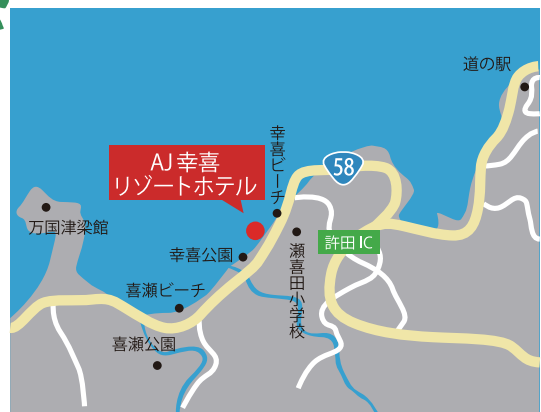 道の駅
幸喜ビーチ
58
AJ 幸喜
リゾートホテル
万国津梁館
許田 IC
幸喜公園
瀬喜田小学校
喜瀬ビーチ
喜瀬公園